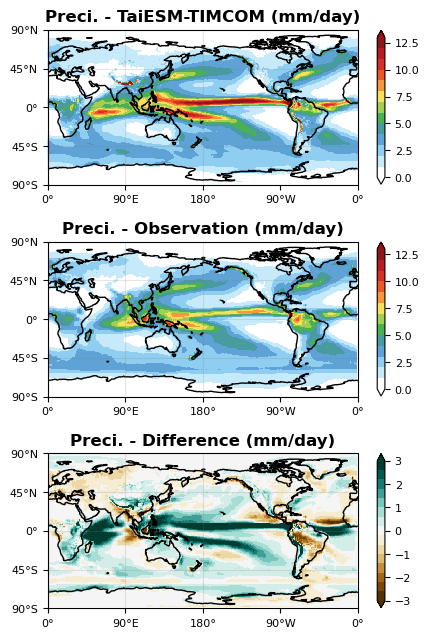 Preci. - TaiESM-TIMCOM (mm/day)
90°N
45°N
0°
45°S
90°S
0° 90°E 180° 90°W 0°
12.5
10.0
7.5
5.0
2.5
0.0
Preci. - Observation (mm/day)
90°N
45°N
0°
45°S
90°S
0° 90°E 180° 90°W 0°
12.5
10.0
7.5
5.0
2.5
0.0
Preci. - Difference (mm/day)
90°N
45°N
0°
45°S
90°S
0° 90°E 180° 90°W 0°
3
2
1
0
−1
−2
−3